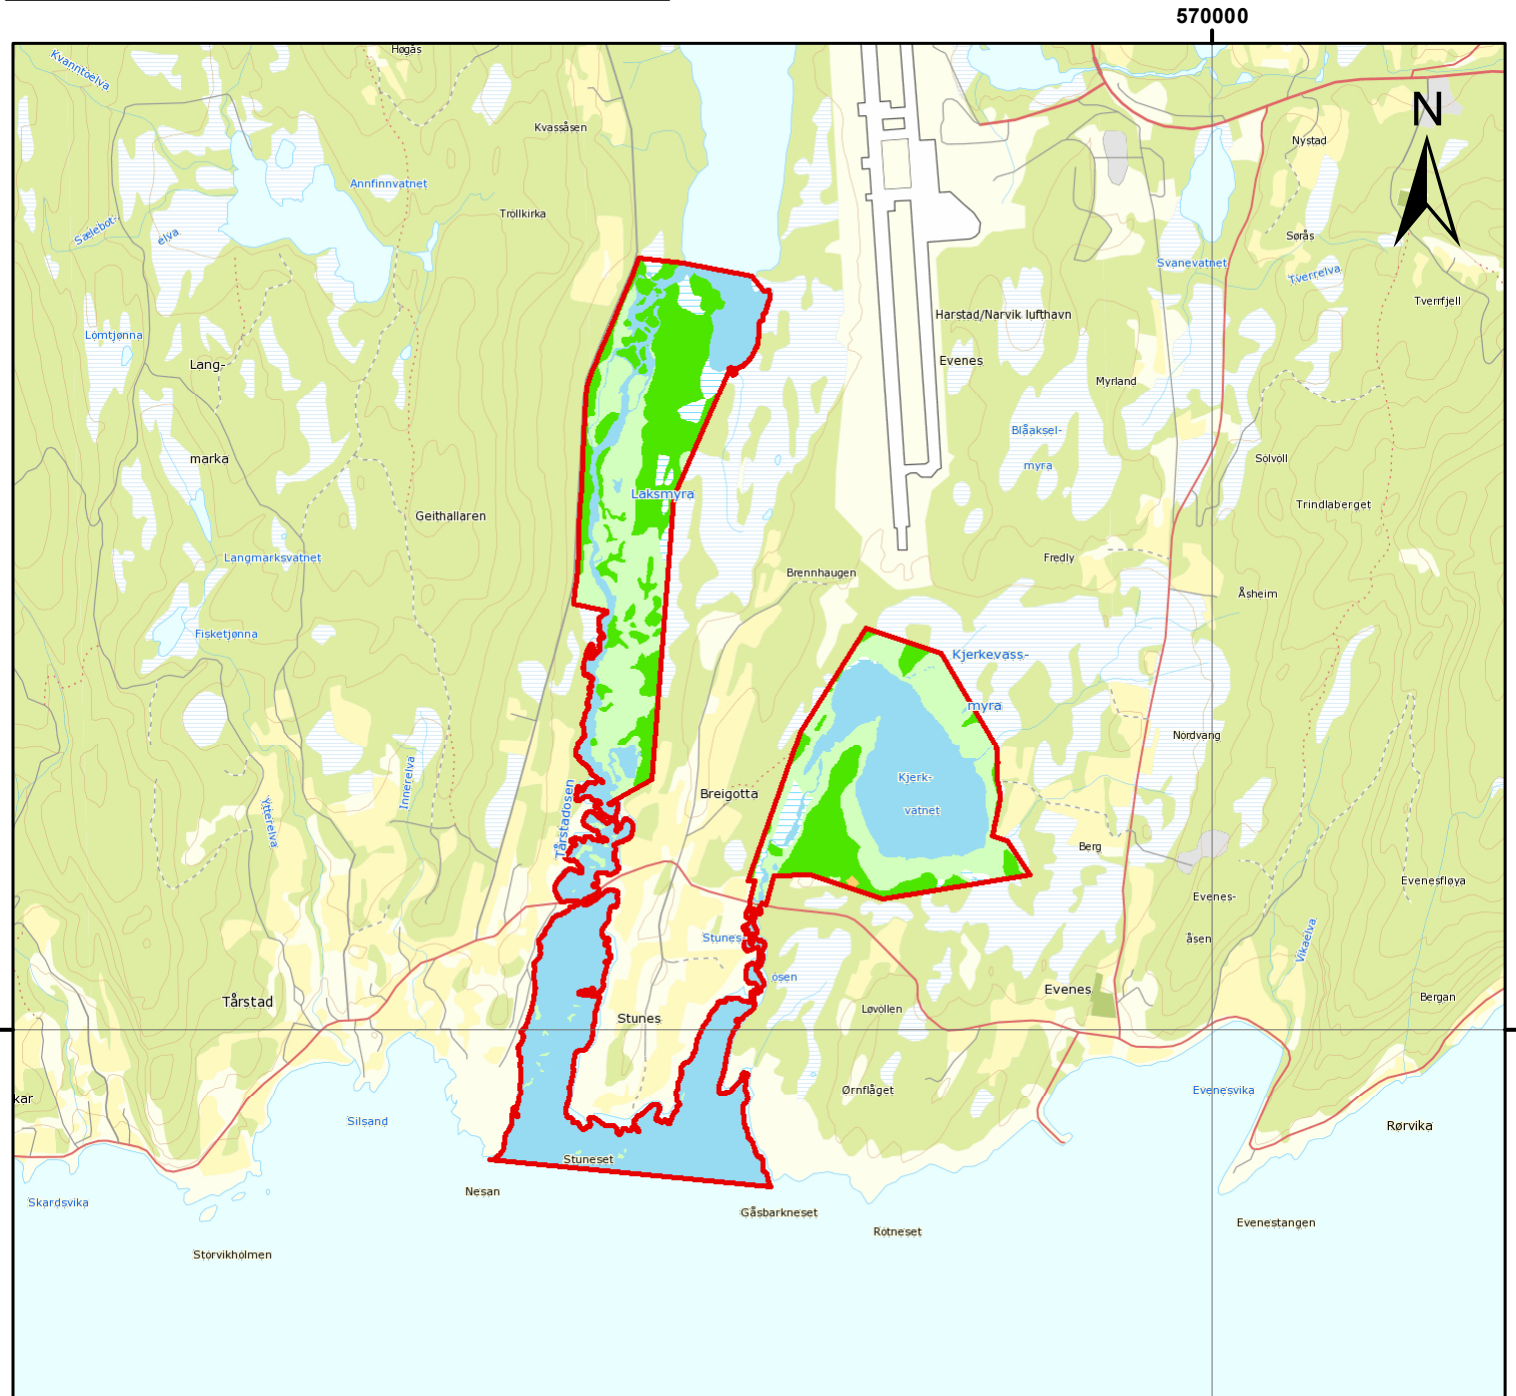 570000
Høgås
Kvanntoelva
N
Kvassåsen
Nystad
Annfinnvatnet
Trollkirka
Sælebot-
elva
Sørås
Svanevatnet
Tverrelva
Tverrfjell
Harstad/Narvik lufthavn
Lomtjønna
Lang-
Evenes
Myrland
Blåaksel-
marka
myra
Solvoll
Laksmyra
Trindlaberget
Geithallaren
Langmarksvatnet
Fredly
Brennhaugen
Åsheim
Fisketjønna
Kjerkevass-
myra
Nordvang
Innerelva
Kjerk-
Breigotta
vatnet
Ytterelva
Tårstadosen
Berg
Evenesfløya
Evenes-
Stunes
åsen
Vikaelva
osen
Evenes
Bergan
Tårstad
Løvollen
Stunes
Ørnflåget
Evenesvika
kar
Silsand
Rørvika
Stuneset
Nesan
Skardsvika
Gåsbarkneset
Evenestangen
Rotneset
Storvikholmen